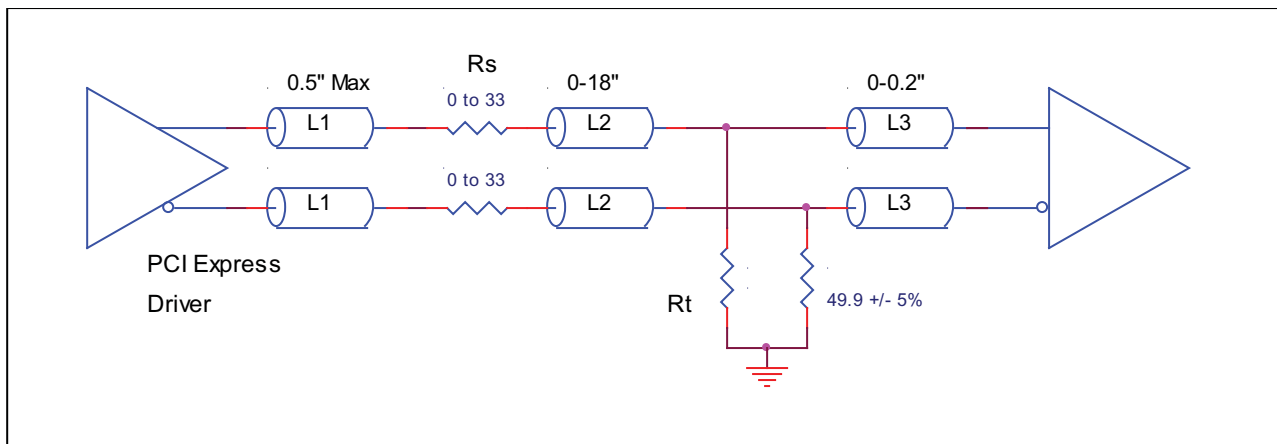 Rs
0.5" Max
0-18"
0-0.2"
0 to 33
L1
L2
L3
0 to 33
L1
L2
L3
PCI Express
Driver
Rt
49.9 +/- 5%